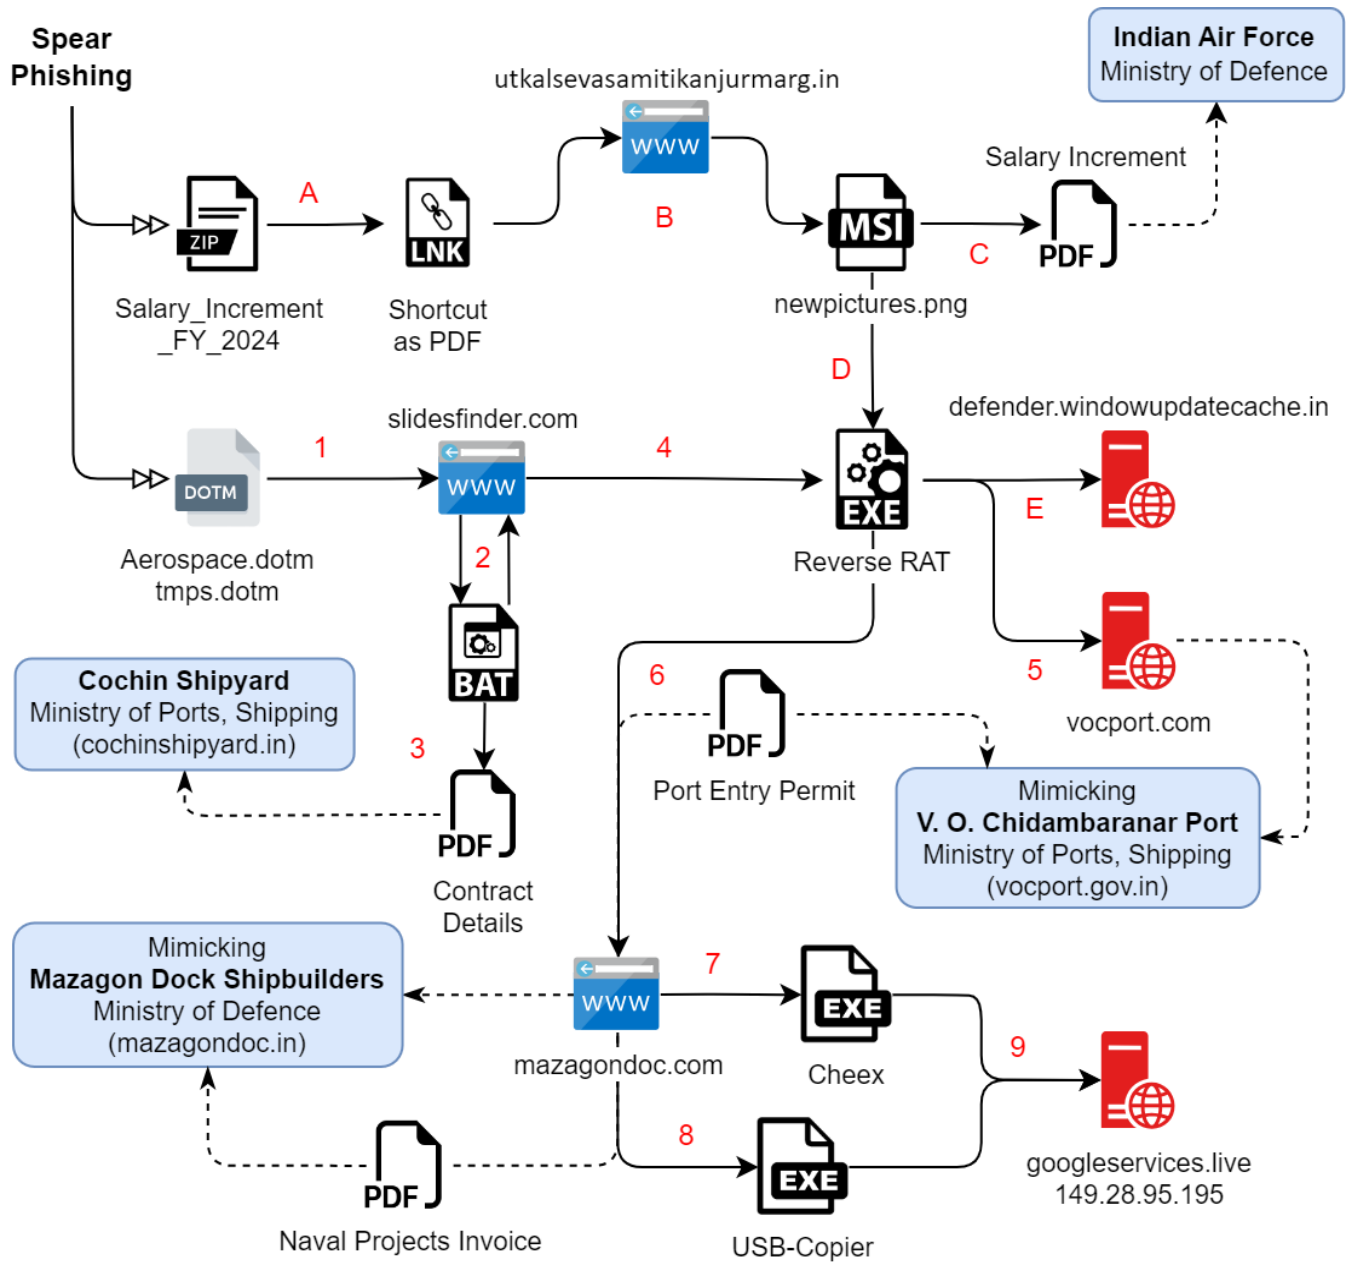 Spear
Phishing
Indian Air Force
Ministry of Defence
utkalsevasamitikanjurmarg.in
WWW
Salary Increment
A
B
C
ZIP
LNK
MSI
PDF
Salary_Increment
_FY_2024
Shortcut
as PDF
newpictures.png
D
slidesfinder.com
defender.windowupdatecache.in
1
4
WWW
DOTM
EXE
E
Aerospace.dotm
tmps.dotm
2
Reverse RAT
BAT
5
vocport.com
Cochin Shipyard
Ministry of Ports, Shipping
(cochinshipyard.in)
3
6
PDF
Port Entry Permit
Mimicking
V. O. Chidambaranar Port
Ministry of Ports, Shipping
(vocport.gov.in)
PDF
Contract
Details
Mimicking
Mazagon Dock Shipbuilders
Ministry of Defence
(mazagondoc.in)
7
WWW
EXE
mazagondoc.com
Cheex
9
8
PDF
EXE
googleservices.live
149.28.95.195
Naval Projects Invoice
USB-Copier